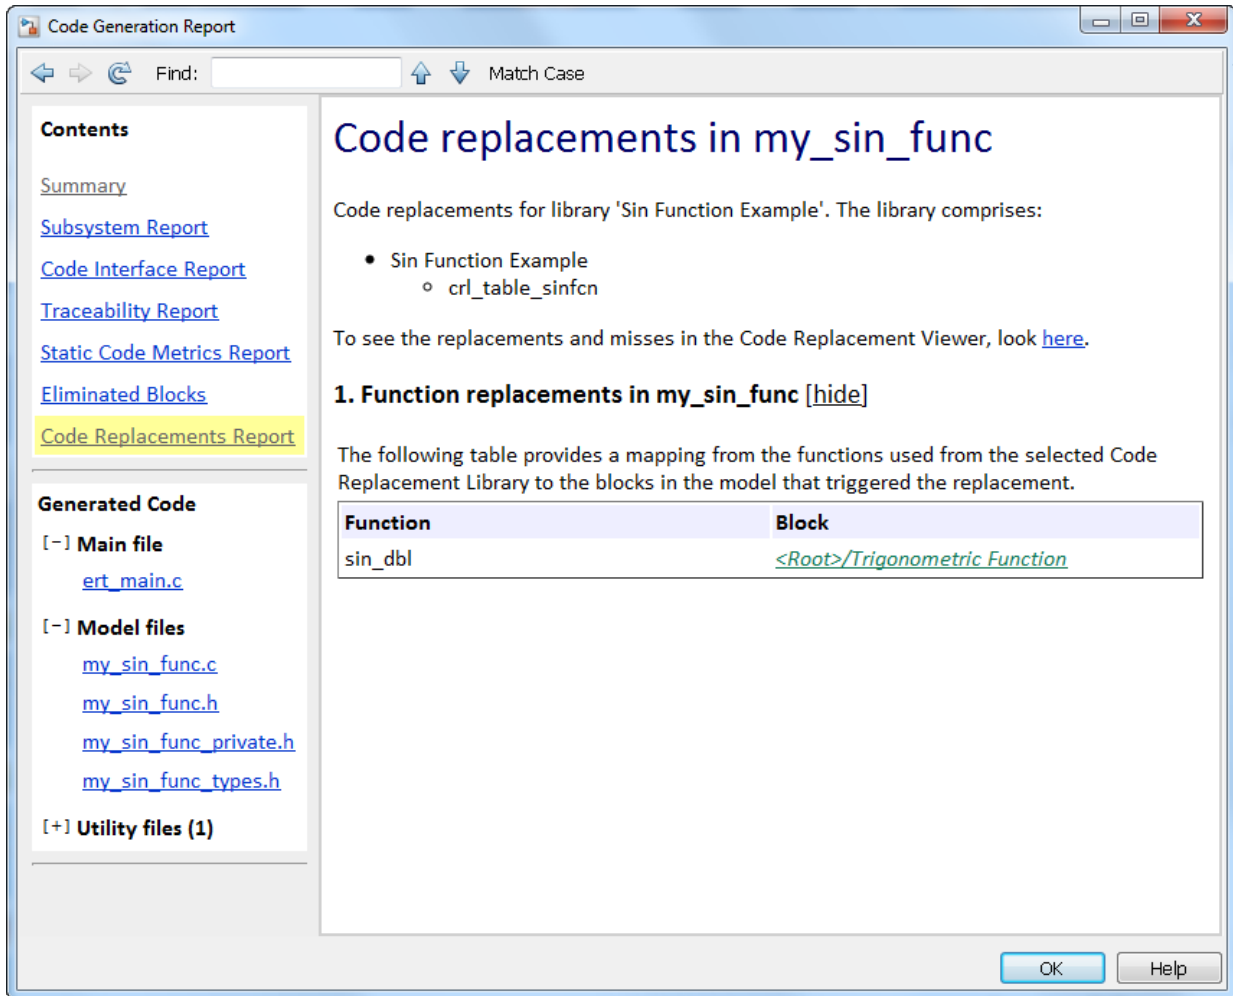 Code Generation Report
Find:
Match Case
Contents
Summary
Subsystem Report
Code Interface Report
Traceability Report
Static Code Metrics Report
Eliminated Blocks
Code Replacements Report
Generated Code
[-] Main file
ert_main.c
[-] Model files
my_sin_func.c
my_sin_func.h
my_sin_func_private.h
my_sin_func_types.h
[+] Utility files (1)
Code replacements in my_sin_func
Code replacements for library 'Sin Function Example'. The library comprises:
• Sin Function Example
◦ crl_table_sinfcn
To see the replacements and misses in the Code Replacement Viewer, look here.
1. Function replacements in my_sin_func [hide]
The following table provides a mapping from the functions used from the selected Code
Replacement Library to the blocks in the model that triggered the replacement.
Function Block
sin_dbl <Root>/Trigonometric Function
OK Help